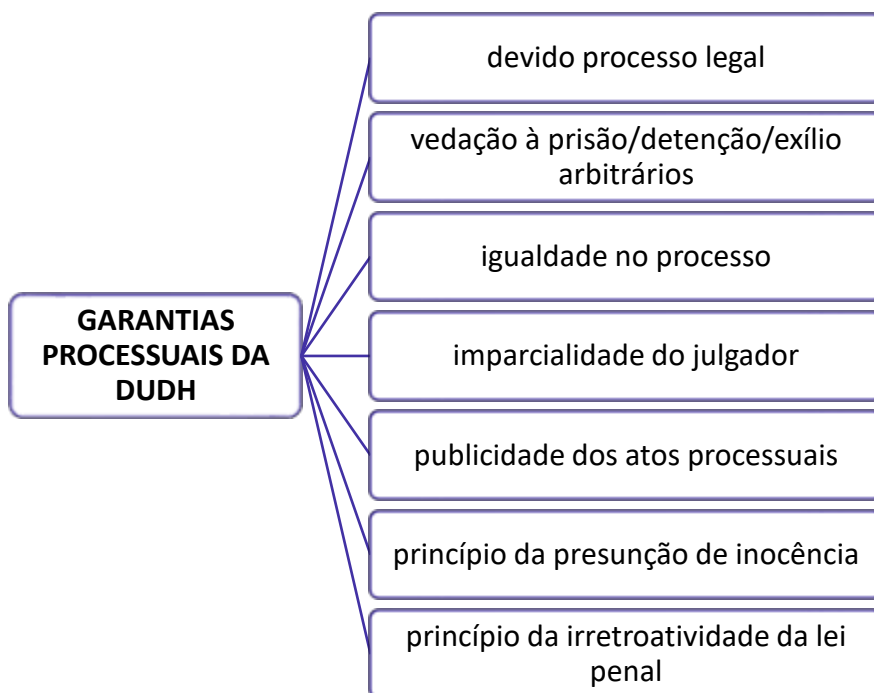 devido processo legal
vedação à prisão/detenção/exílio
arbitrários
igualdade no processo
GARANTIAS
PROCESSUAIS DA
DUDH
imparcialidade do julgador
publicidade dos atos processuais
princípio da presunção de inocência
princípio da irretroatividade da lei
penal